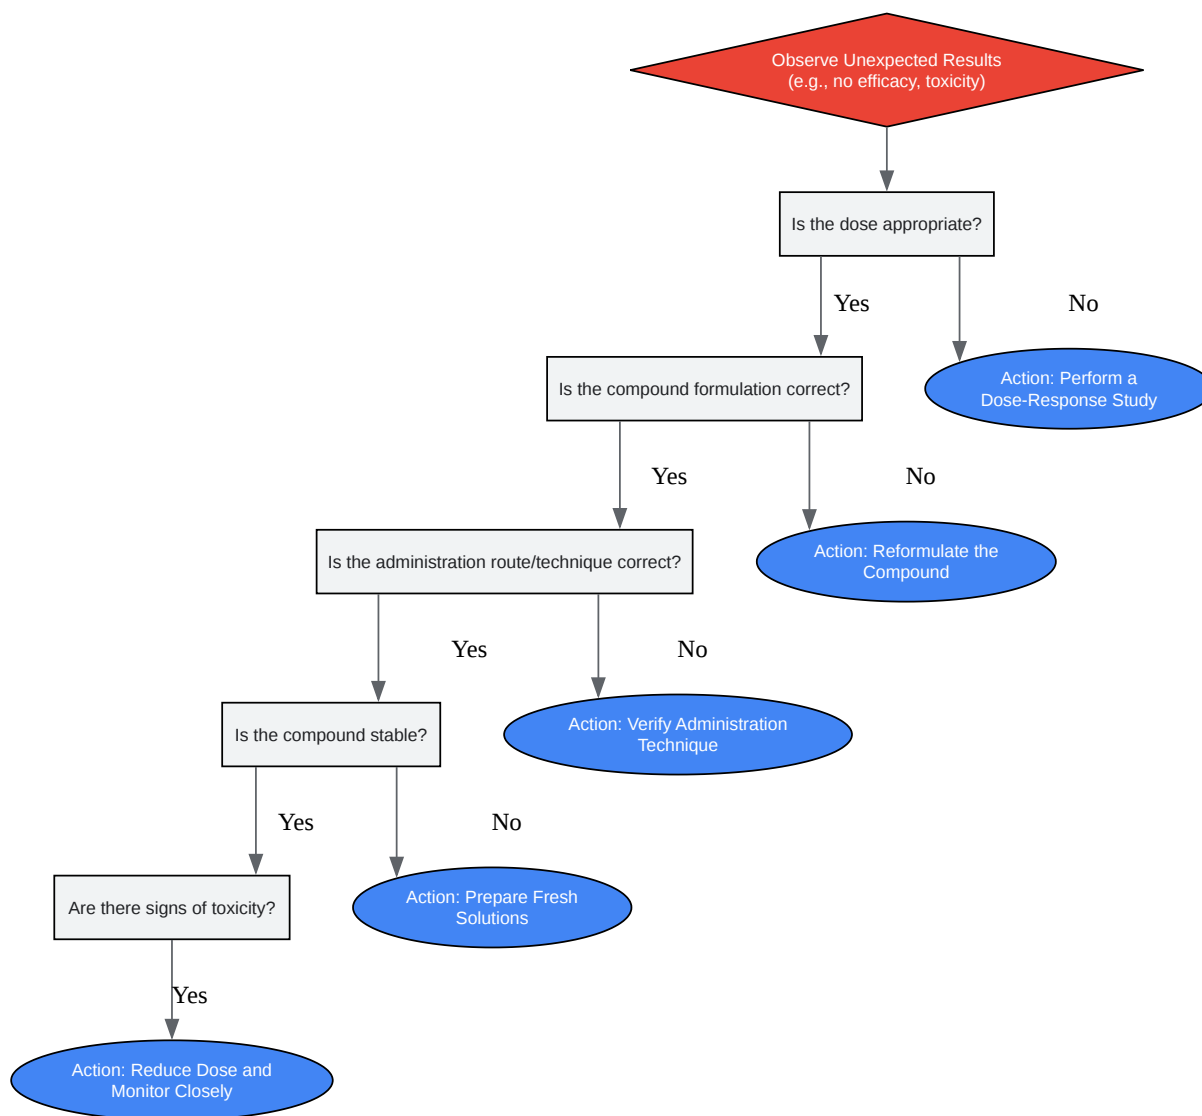 Observe Unexpected Results
(e.g., no efficacy, toxicity)
Is the dose appropriate?
Yes
No
Is the compound formulation correct?
Action: Perform a
Dose-Response Study
Yes
No
Is the administration route/technique correct?
Action: Reformulate the
Compound
Yes
No
Is the compound stable?
Action: Verify Administration
Technique
Yes
No
Are there signs of toxicity?
Action: Prepare Fresh
Solutions
Yes
Action: Reduce Dose and
Monitor Closely